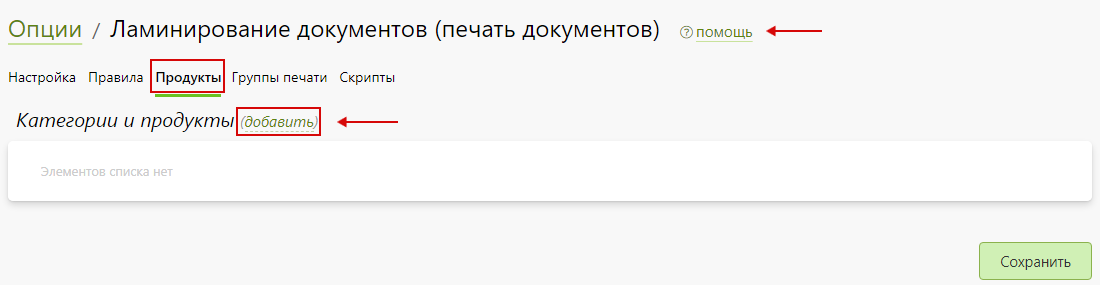 Опции / Ламинирование документов (печать документов) ? помощь
Настройка Правила Продукты Группы печати Скрипты
Категории и продукты (добавить)
Элементов списка нет
Сохранить